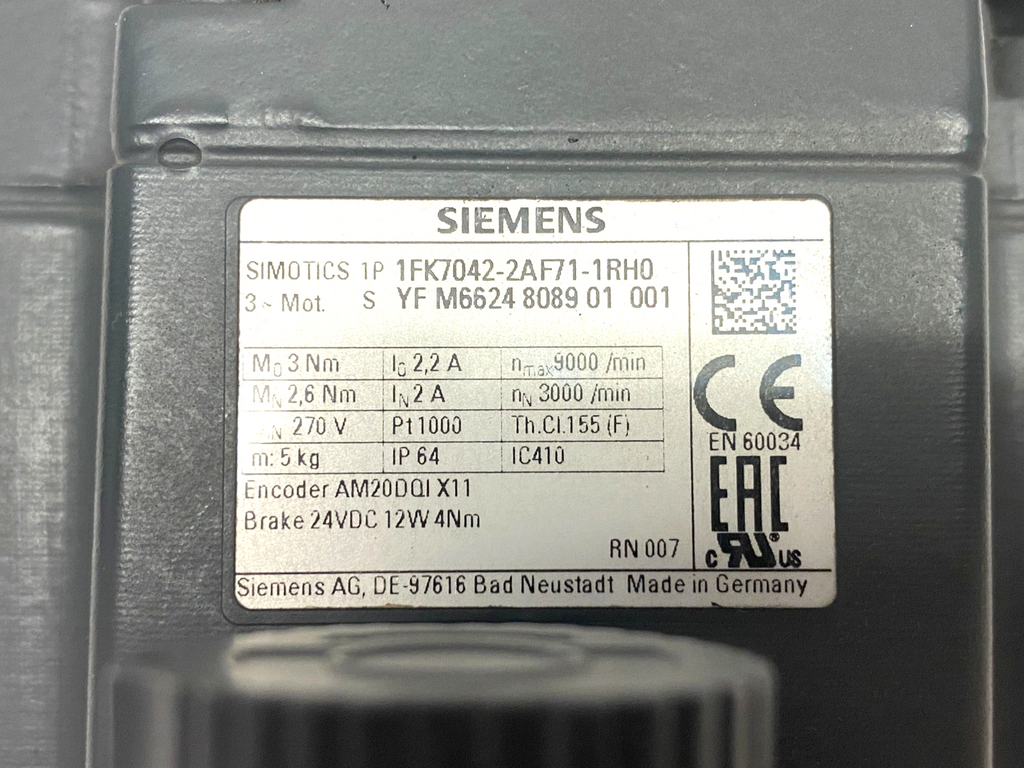 SIEMENS
SIMOTICS 1P 1FK7042-2AF71-1RH0
3~ Mot. S YF M6624 8089 01 001
M0 3 Nm I0 2,2 A nmax 9000 /min
MN 2,6 Nm IN 2 A nN 3000 /min
270 V Pt1000 Th.Cl.155 (F)
m: 5 kg IP 64 IC410
Encoder AM20DQI X11
Brake 24VDC 12W 4Nm
RN 007
CE
EN 60034
EAC
c RU ® US
Siemens AG, DE-97616 Bad Neustadt Made in Germany